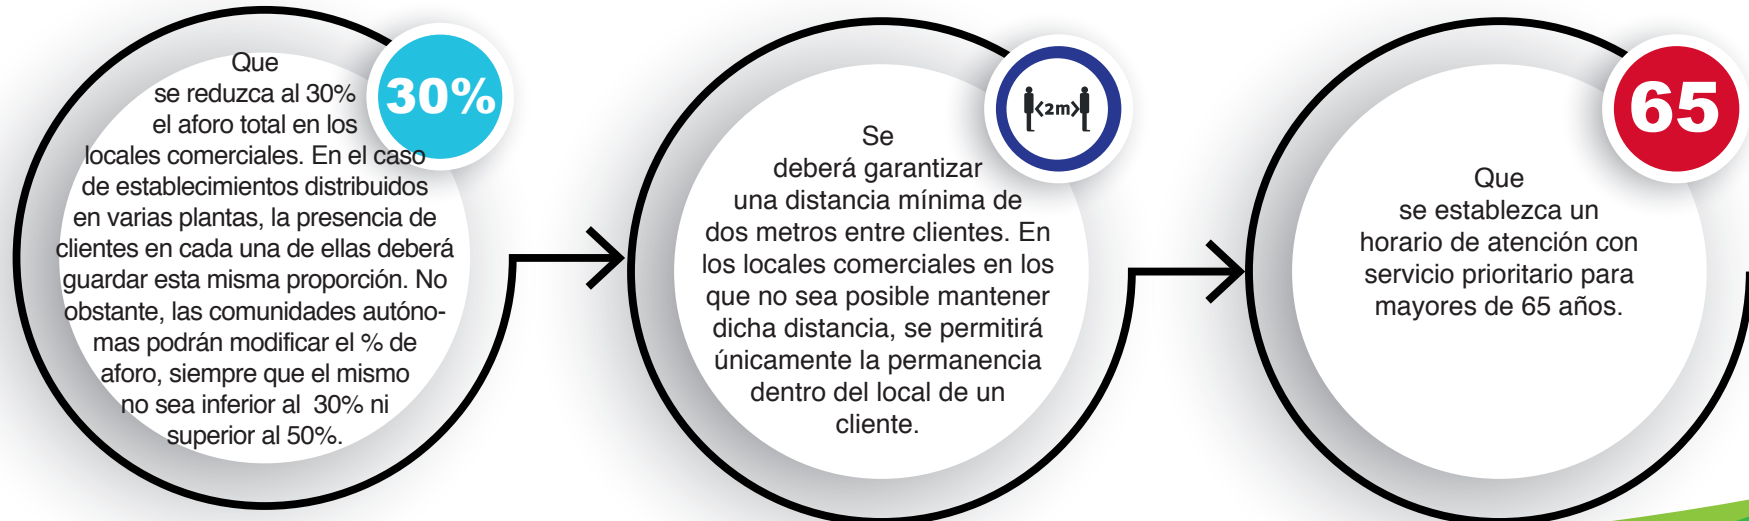 Que
se reduzca al 30%
el aforo total en los
locales comerciales. En el caso
de establecimientos distribuidos
en varias plantas, la presencia de
clientes en cada una de ellas deberá
guardar esta misma proporción. No
obstante, las comunidades autóno-
mas podrán modificar el % de
aforo, siempre que el mismo
no sea inferior al 30% ni
superior al 50%.
30%
Se
deberá garantizar
una distancia mínima de
dos metros entre clientes. En
los locales comerciales en los
que no sea posible mantener
dicha distancia, se permitirá
únicamente la permanencia
dentro del local de un
cliente.
<2m>
Que
se establezca un
horario de atención con
servicio prioritario para
mayores de 65 años.
65